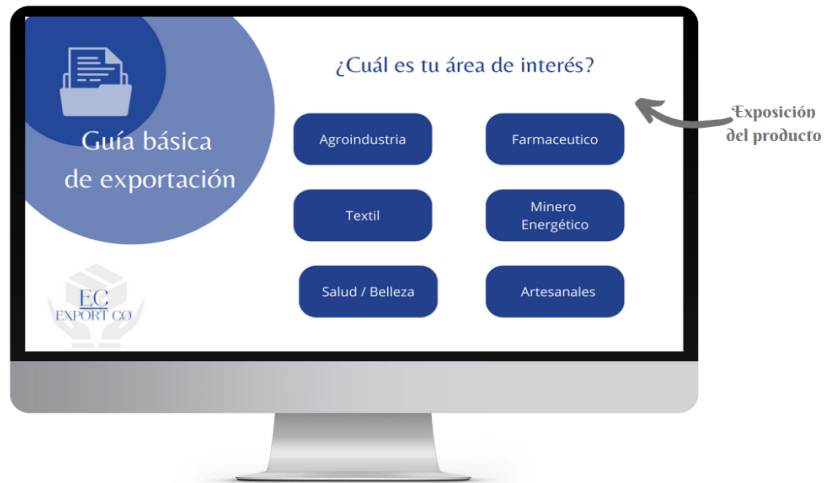 ¿Cuál es tu área de interés?
Guía básica
de exportación
Agroindustria
Farmaceutico
Textil
Minero
Energético
Salud / Belleza
Artesanales
EC
EXPORT CO
Exposición
del producto